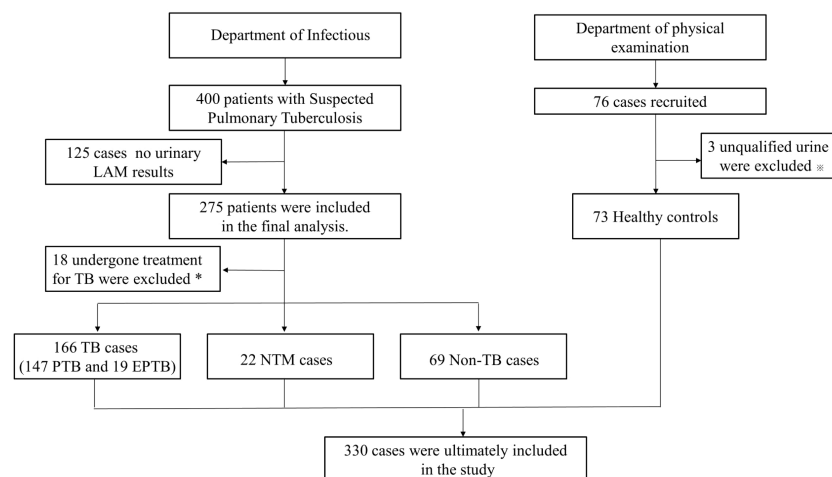 Department of Infectious
400 patients with Suspected
Pulmonary Tuberculosis
125 cases no urinary
LAM results
275 patients were included
in the final analysis.
18 undergone treatment
for TB were excluded *
166 TB cases
(147 PTB and 19 EPTB)
22 NTM cases
69 Non-TB cases
Department of physical
examination
76 cases recruited
3 unqualified urine
were excluded ※
73 Healthy controls
330 cases were ultimately included
in the study